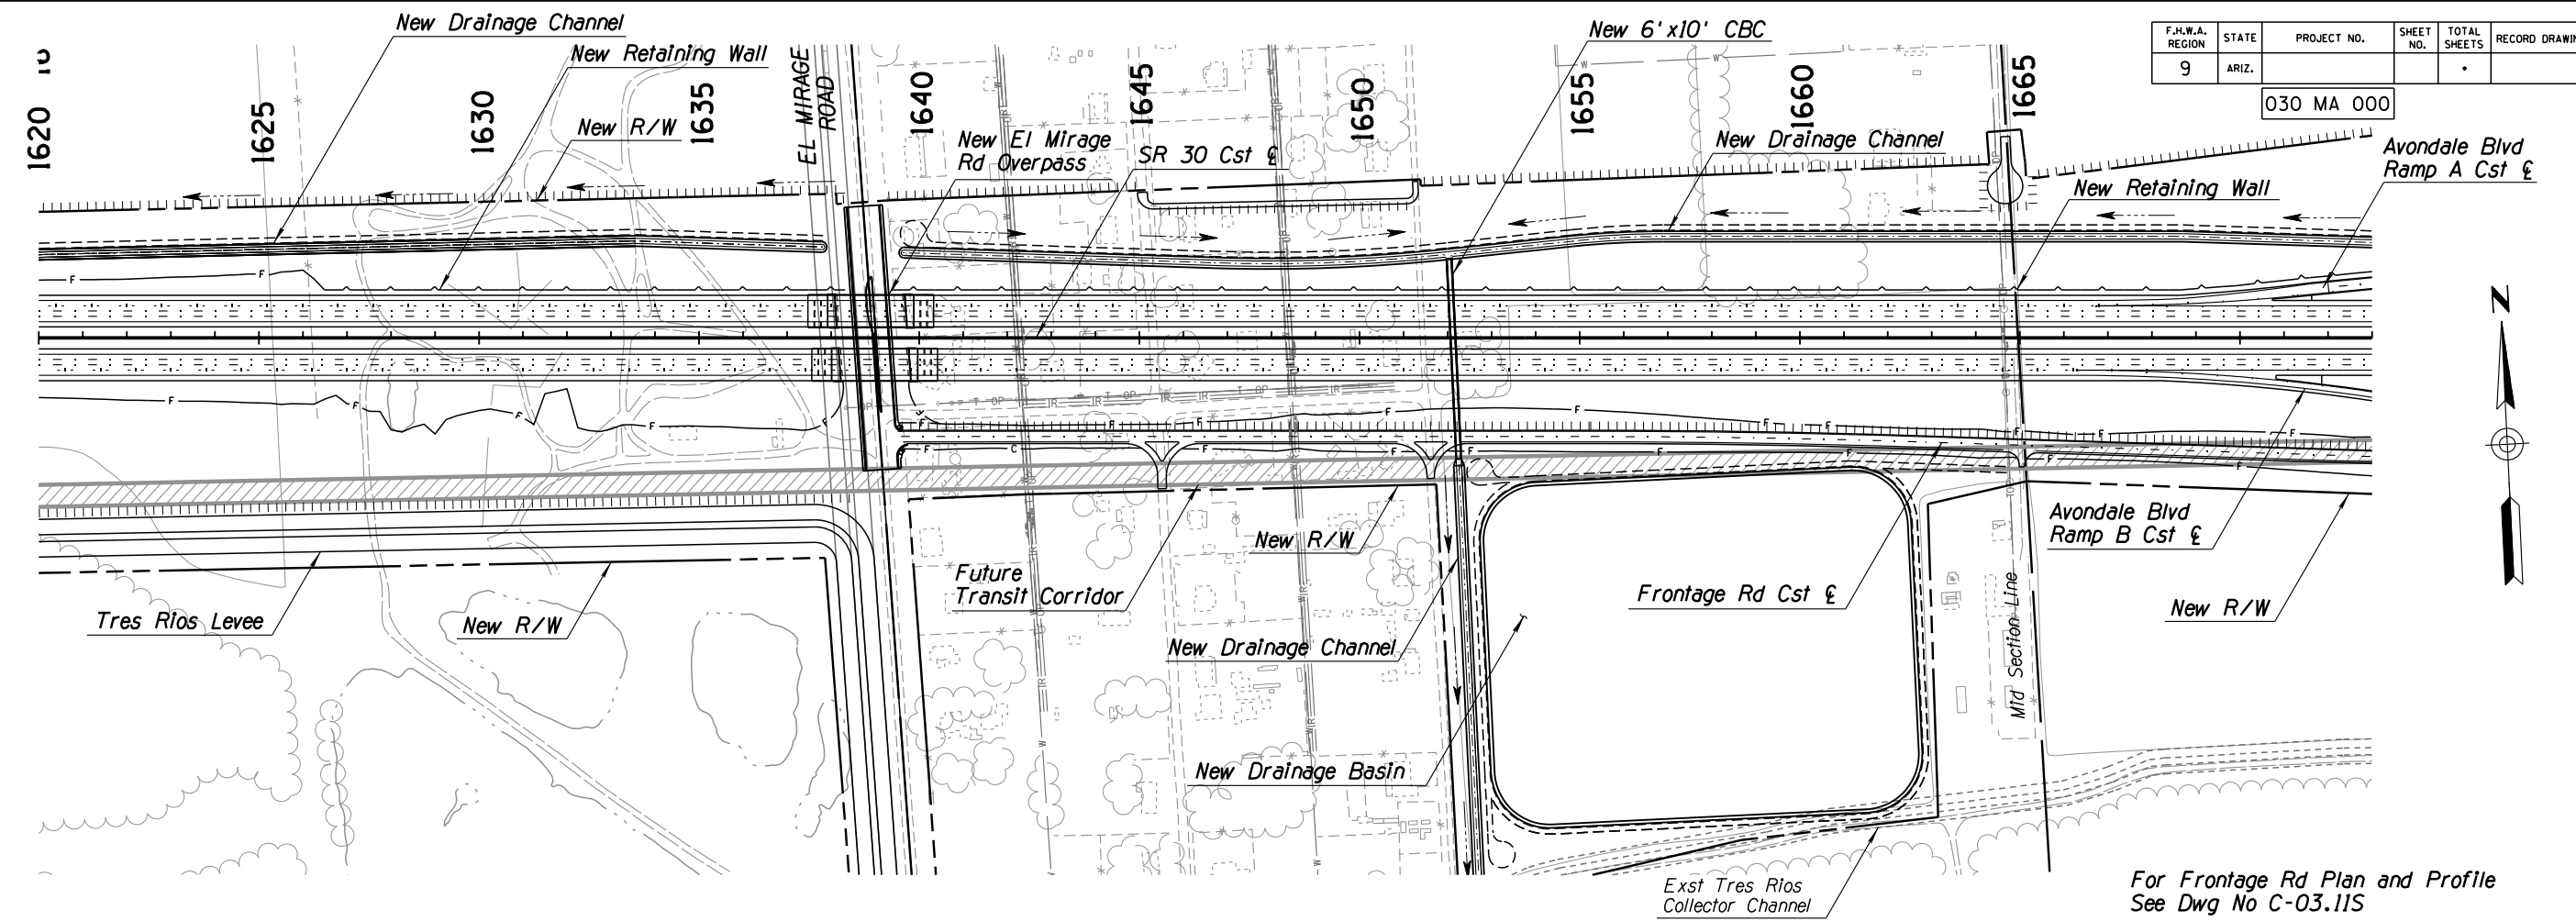 New Drainage Channel
New Retaining Wall
New R/W
EL MIRAGE
ROAD
New El Mirage
Rd Overpass
SR 30 Cst ℄
New 6'x10' CBC
New Drainage Channel
F.H.W.A.
REGION
STATE
PROJECT NO.
SHEET
NO.
TOTAL
SHEETS
9
ARIZ.
030 MA 000
Avondale Blvd
Ramp A Cst ℄
New Retaining Wall
1620
1625
1630
1635
1640
1645
1650
1655
1660
1665
N
Tres Rios Levee
New R/W
Future
Transit Corridor
New R/W
New Drainage Channel
New Drainage Basin
Frontage Rd Cst ℄
Avondale Blvd
Ramp B Cst ℄
New R/W
Mid Section Line
Exst Tres Rios
Collector Channel
For Frontage Rd Plan and Profile
See Dwg No C-03.11S